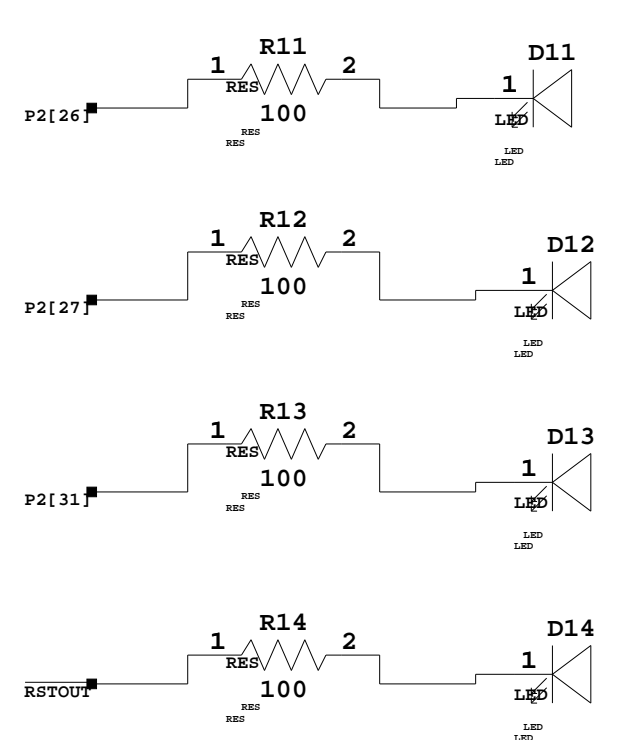 R11
D11
1
2
1
RES
100
LED
P2[26]
RES
RES
LED
LED
R12
D12
1
2
1
RES
100
LED
P2[27]
RES
RES
LED
LED
R13
D13
1
2
1
RES
100
LED
P2[31]
RES
RES
LED
LED
R14
D14
1
2
1
RES
100
LED
RSTOUT
RES
RES
LED
LED